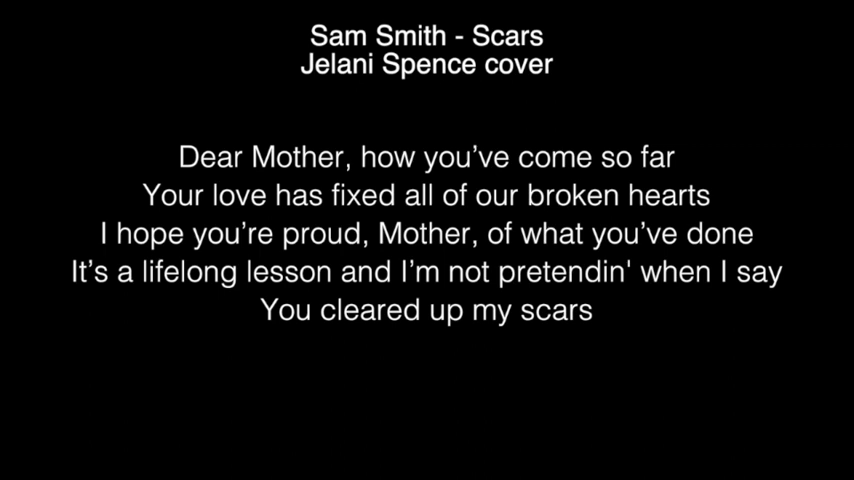 Sam Smith - Scars
Jelani Spence cover
Dear Mother, how you’ve come so far
Your love has fixed all of our broken hearts
I hope you’re proud, Mother, of what you’ve done
It’s a lifelong lesson and I’m not pretendin' when I say
You cleared up my scars